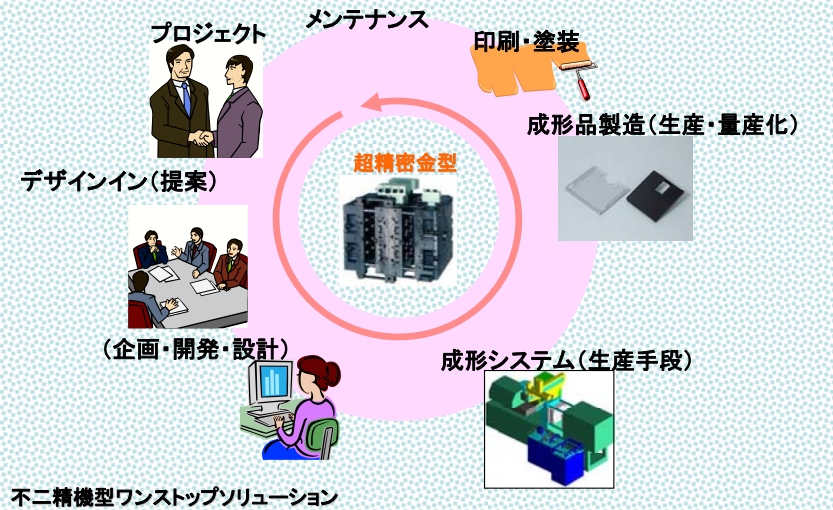 メンテナンス
プロジェクト
印刷・塗装
成形品製造（生産・量産化）
超精密金型
デザインイン（提案）
（企画・開発・設計）
成形システム（生産手段）
不二精機型ワンストップソリューション